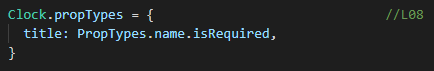 Clock.propTypes = { //L08
  title: PropTypes.name.isRequired,
}